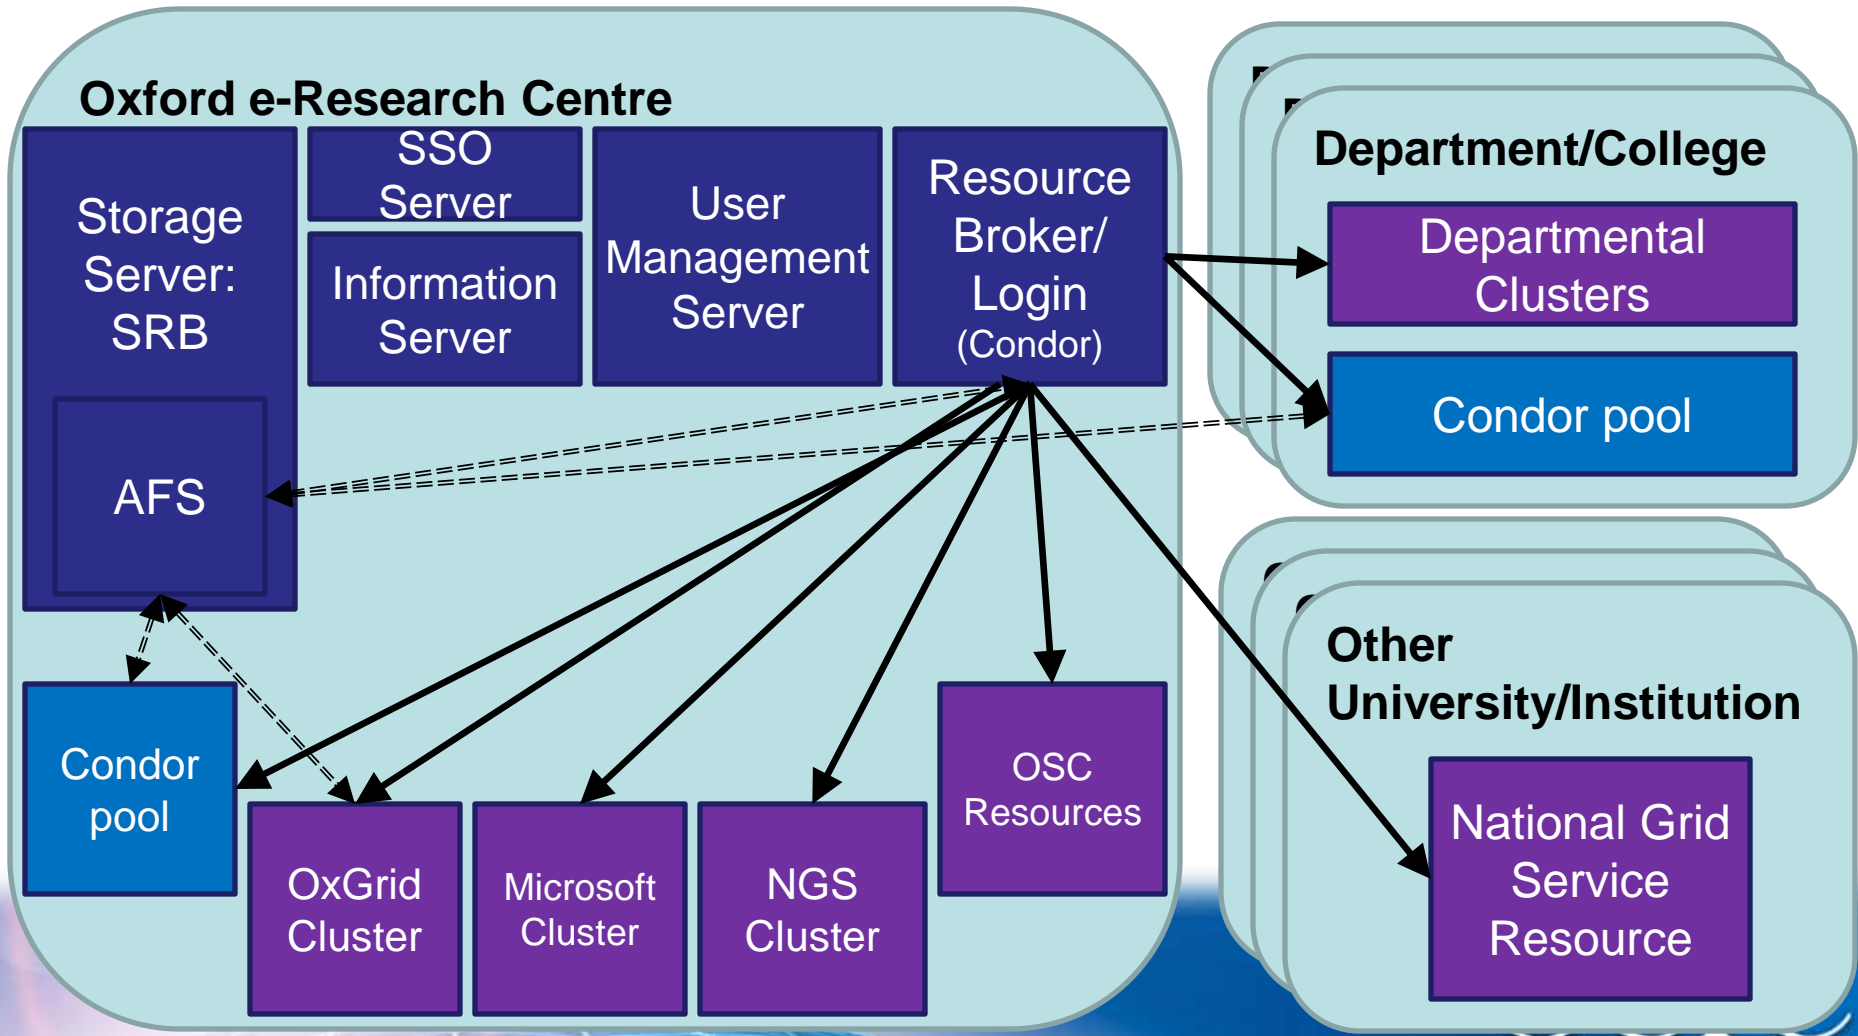 Oxford e-Research Centre
Storage
Server:
SRB
AFS
SSO
Server
Information
Server
User
Management
Server
Resource
Broker/
Login
(Condor)
Condor
pool
OxGrid
Cluster
Microsoft
Cluster
NGS
Cluster
OSC
Resources
Department/College
Departmental
Clusters
Condor pool
Other
University/Institution
National Grid
Service
Resource